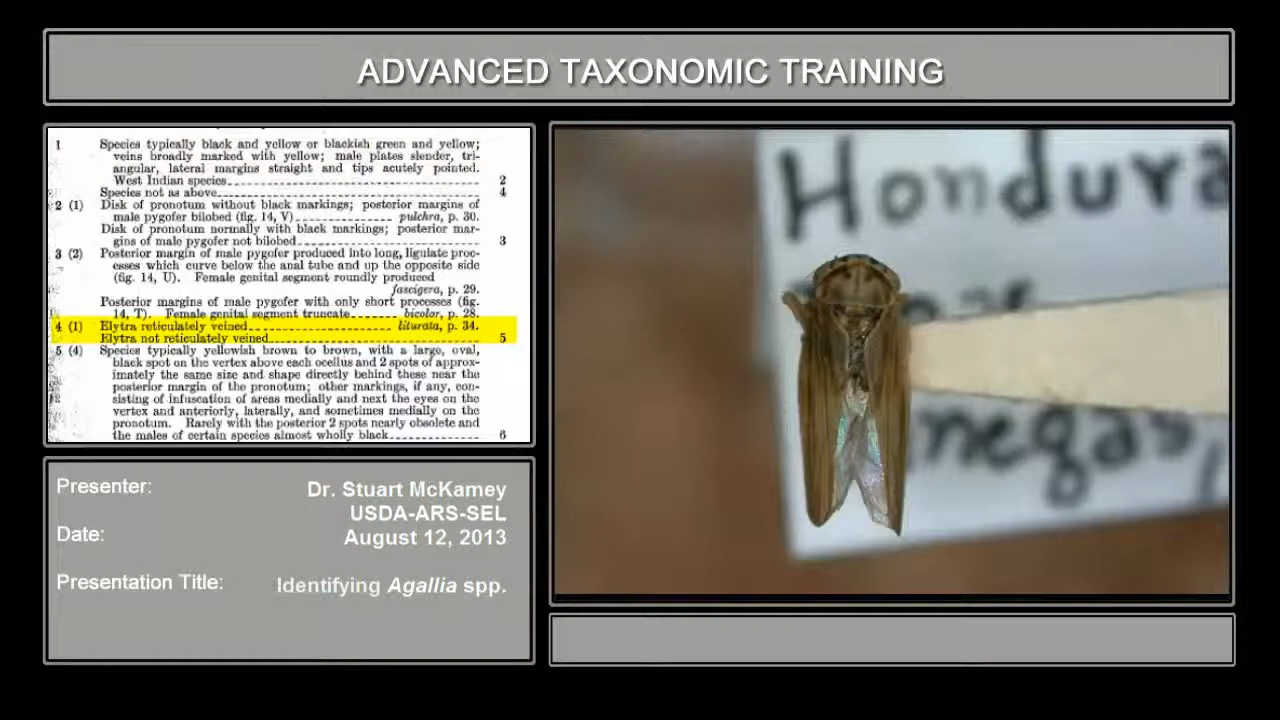 ADVANCED TAXONOMIC TRAINING
1 Species typically black and yellow or blackish green and yellow;
veins broadly marked with yellow; male plates slender, tri-
angular, lateral margins straight and tips acutely pointed.
West Indian species 2
Species not as above 4
2 (1) Disk of pronotum without black markings; posterior margins of
male pygofer bilobed (fig. 14, V) pulchra, p. 30.
Disk of pronotum normally with black markings; posterior mar-
gins of male pygofer not bilobed 3
3 (2) Posterior margin of male pygofer produced into long, ligulate proc-
esses which curve below the anal tube and up the opposite side
(fig. 14, U). Female genital segment roundly produced
fascigera, p. 29.
Posterior margins of male pygofer with only short processes (fig.
14, T). Female genital segment truncate bicolor, p. 28.
4 (1) Elytra reticulately veined liturata, p. 34.
Elytra not reticulately veined 5
5 (4) Species typically yellowish brown to brown, with a large, oval,
black spot on the vertex above each ocellus and 2 spots of approx-
imately the same size and shape directly behind these near the
posterior margin of the pronotum; other markings, if any, con-
sisting of infuscation of areas medially and next the eyes on the
vertex and anteriorly, laterally, and sometimes medially on the
pronotum. Rarely with the posterior 2 spots nearly obsolete and
the males of certain species almost wholly black 6
Presenter: Dr. Stuart McKamey
USDA-ARS-SEL
Date: August 12, 2013
Presentation Title: Identifying Agallia spp.
Hondura
negas,